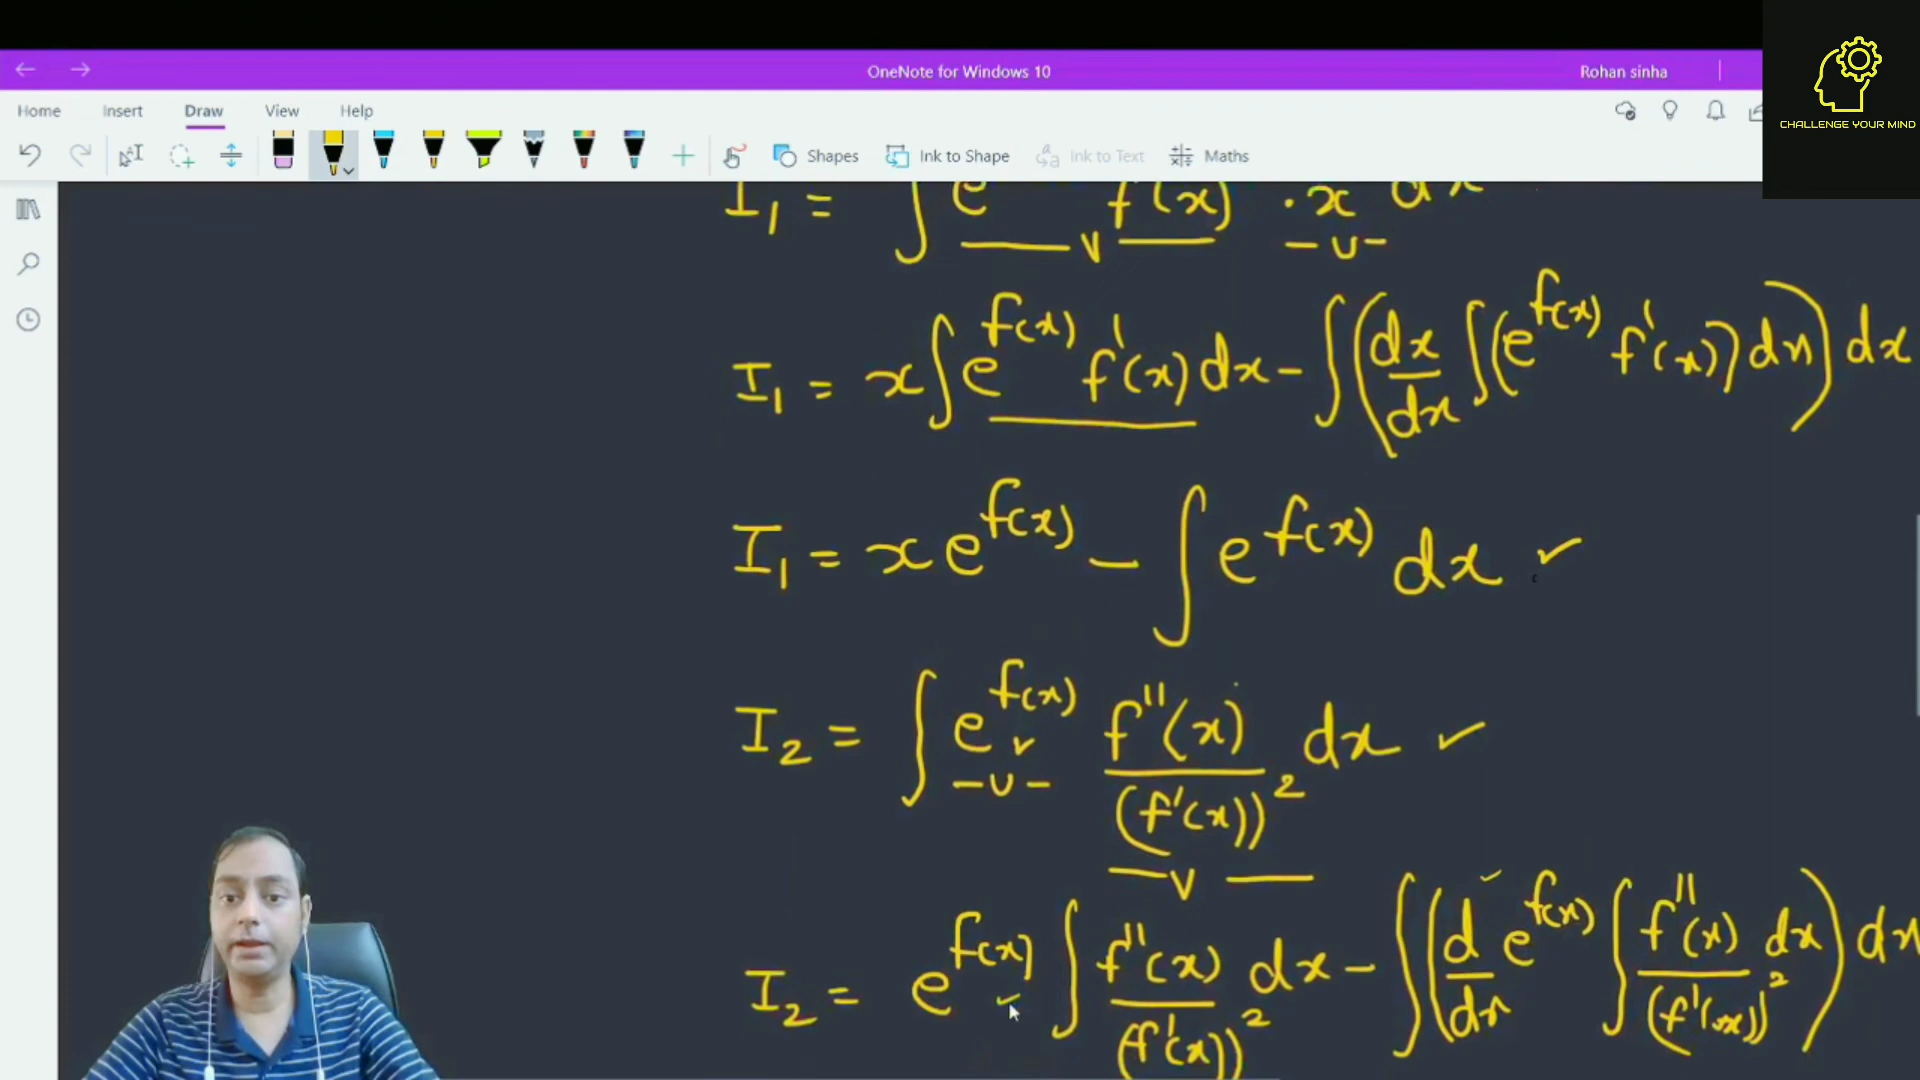 OneNote for Windows 10
Rohan sinha
CHALLENGE YOUR MIND
Home Insert Draw View Help
Shapes Ink to Shape Ink to Text Maths
I₁ = ∫ e f'(x) · x dx
— V — — U —
I₁ = x ∫ e^f(x) f'(x) dx − ∫ (dx/dx ∫ (e^f(x) f'(x)) dx) dx
I₁ = x e^f(x) − ∫ e^f(x) dx ✓
I₂ = ∫ e^f(x) f''(x)/(f'(x))² dx ✓
— U — — V —
I₂ = e^f(x) ∫ f''(x)/(f'(x))² dx − ∫ (d/dx e^f(x) ∫ f''(x)/(f'(x))² dx) dx